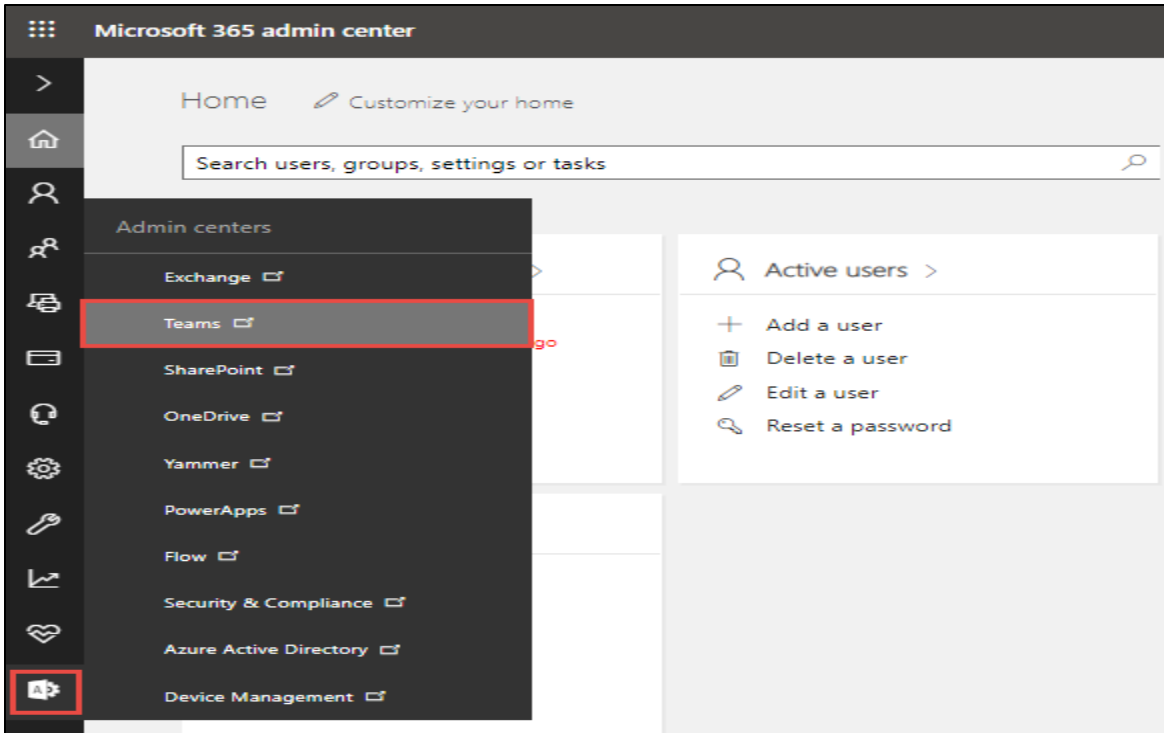 Microsoft 365 admin center
Home Customize your home
Search users, groups, settings or tasks
Admin centers
Exchange
Teams
SharePoint
OneDrive
Yammer
PowerApps
Flow
Security & Compliance
Azure Active Directory
Device Management
go
Active users >
Add a user
Delete a user
Edit a user
Reset a password